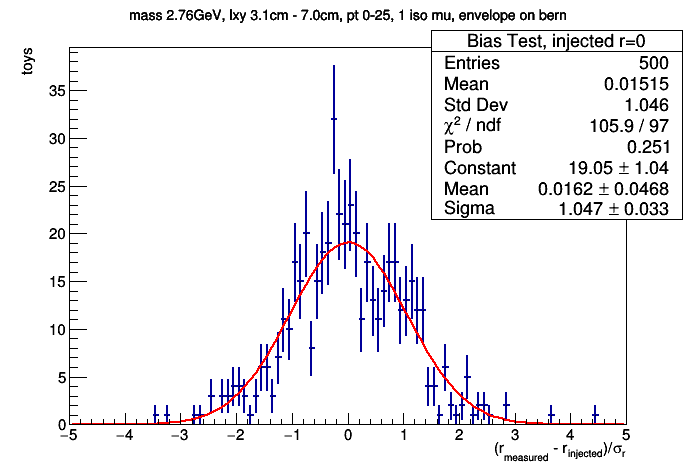 mass 2.76GeV, lxy 3.1cm - 7.0cm, pt 0-25, 1 iso mu, envelope on bern
Bias Test, injected r=0
Entries 500
Mean 0.01515
Std Dev 1.046
χ² / ndf 105.9 / 97
Prob 0.251
Constant 19.05 ± 1.04
Mean 0.0162 ± 0.0468
Sigma 1.047 ± 0.033
toys
35
30
25
20
15
10
5
0
−5 −4 −3 −2 −1 0 1 2 3 4 5
(r_measured - r_injected)/σ_r